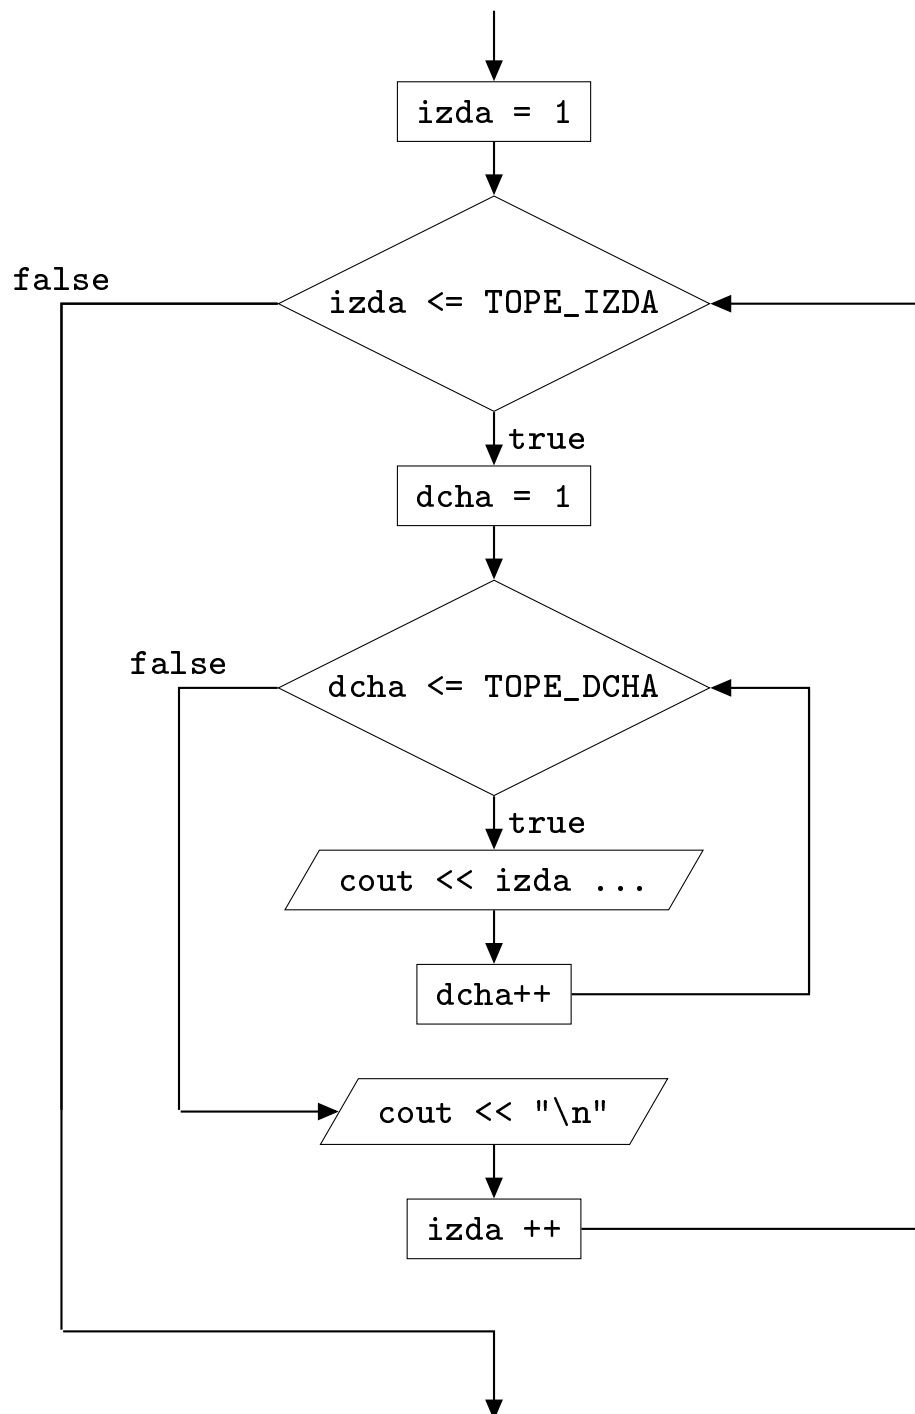 izda = 1
false
izda <= TOPE_IZDA
true
dcha = 1
false
dcha <= TOPE_DCHA
true
cout << izda ...
dcha++
cout << "\n"
izda ++